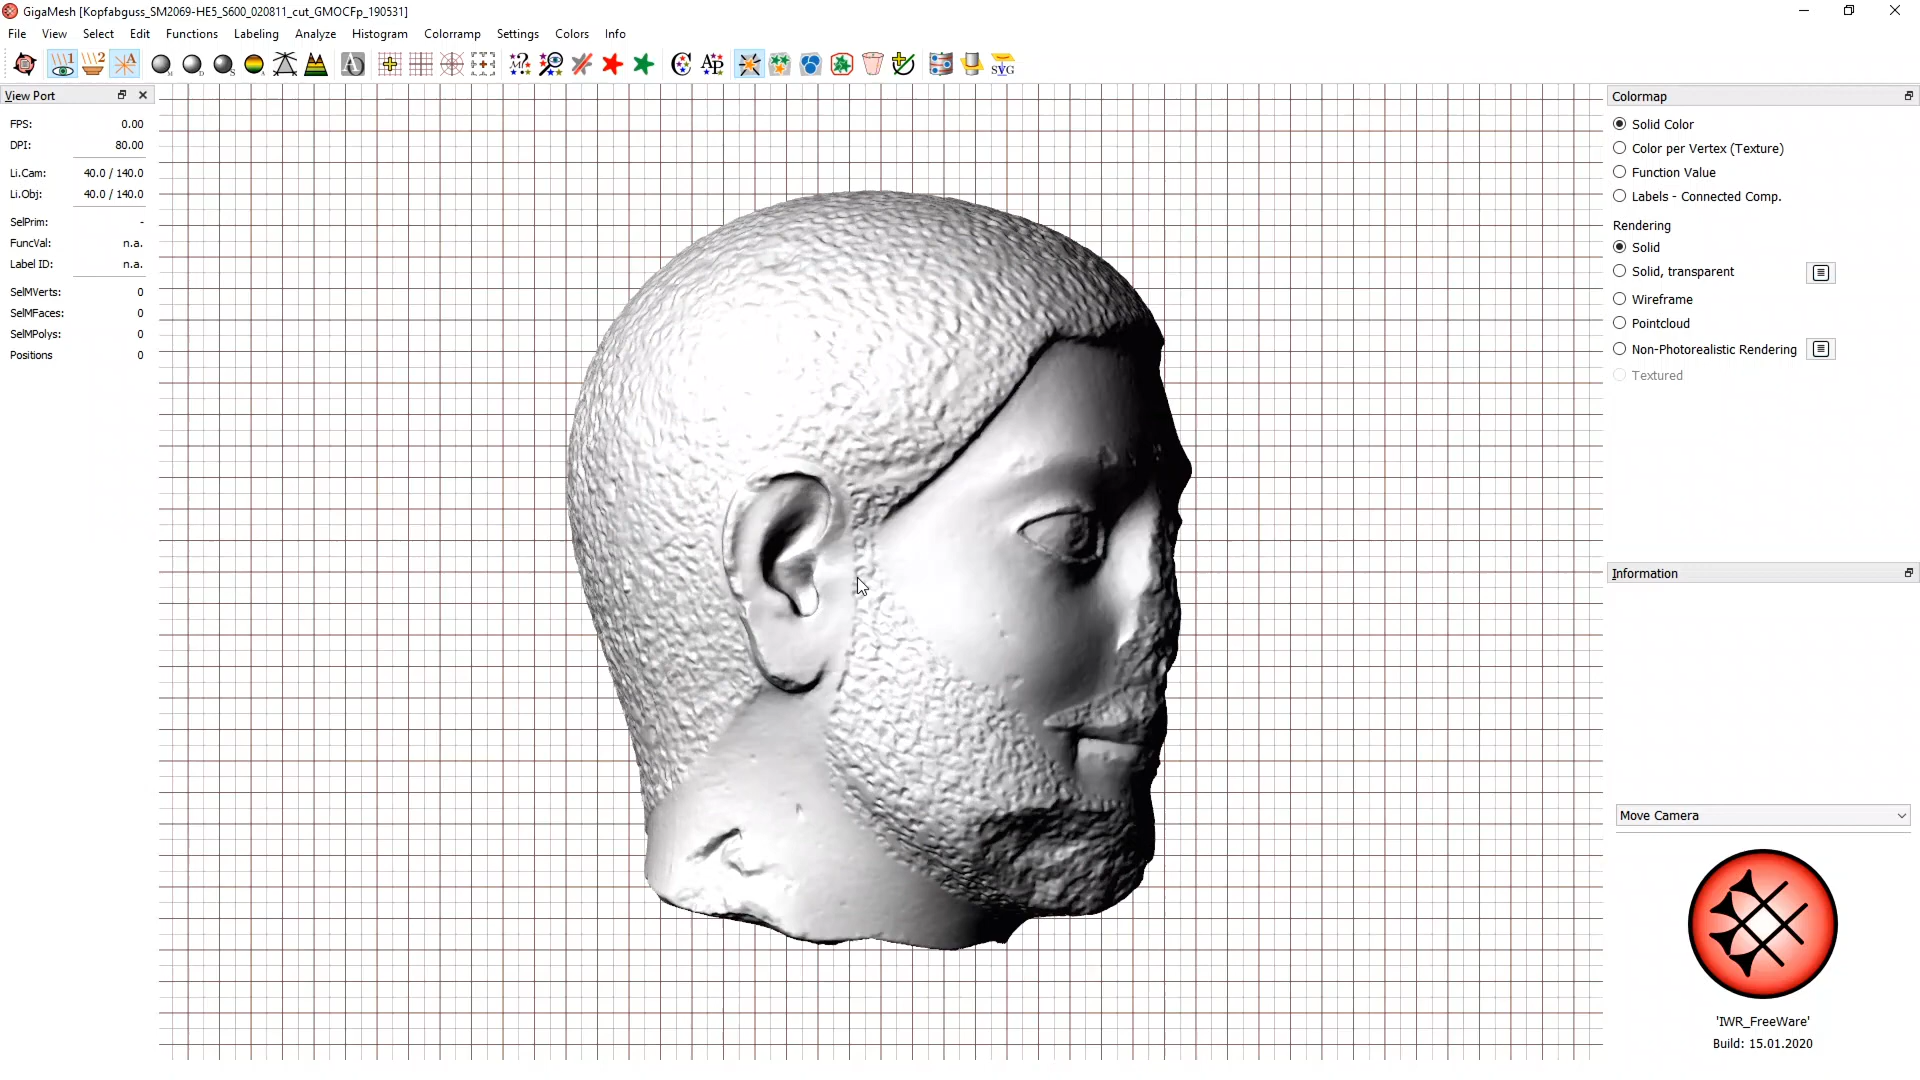 GigaMesh [Kopfabguss_SM2069-HE5_S600_020811_cut_GMOCFp_190531]
File View Select Edit Functions Labeling Analyze Histogram Colorramp Settings Colors Info
View Port
FPS: 0.00
DPI: 80.00
Li.Cam: 40.0 / 140.0
Li.Obj: 40.0 / 140.0
SelPrim: -
FuncVal: n.a.
Label ID: n.a.
SelMVerts: 0
SelMFaces: 0
SelMPolys: 0
Positions 0
Colormap
Solid Color
Color per Vertex (Texture)
Function Value
Labels - Connected Comp.
Rendering
Solid
Solid, transparent
Wireframe
Pointcloud
Non-Photorealistic Rendering
Textured
Information
Move Camera
'IWR_FreeWare'
Build: 15.01.2020